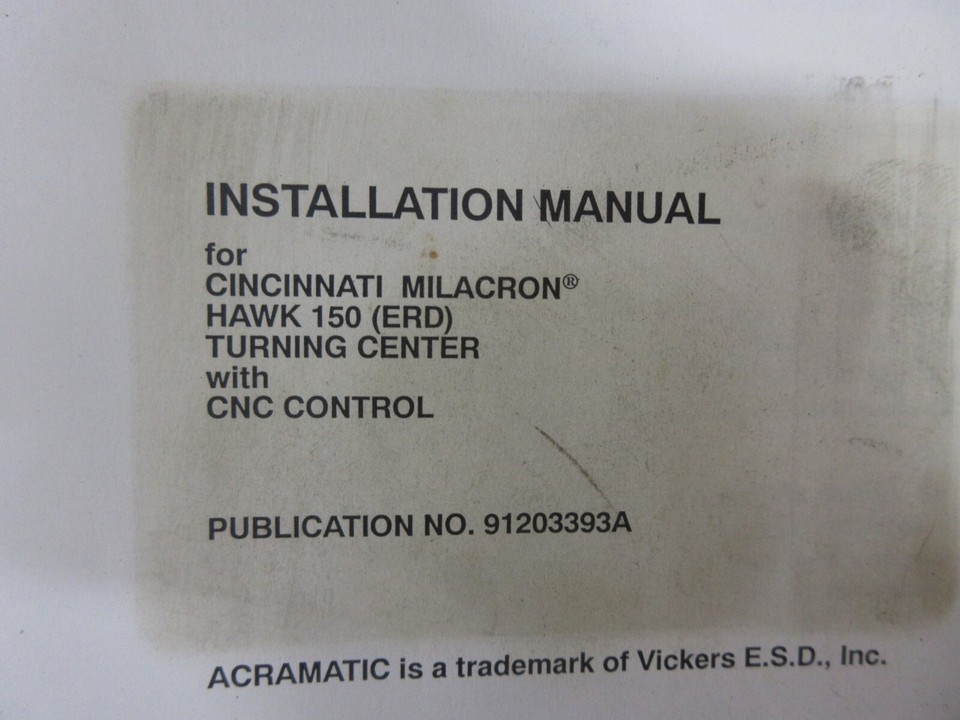 INSTALLATION MANUAL
for
CINCINNATI MILACRON®
HAWK 150 (ERD)
TURNING CENTER
with
CNC CONTROL
PUBLICATION NO. 91203393A
ACRAMATIC is a trademark of Vickers E.S.D., Inc.